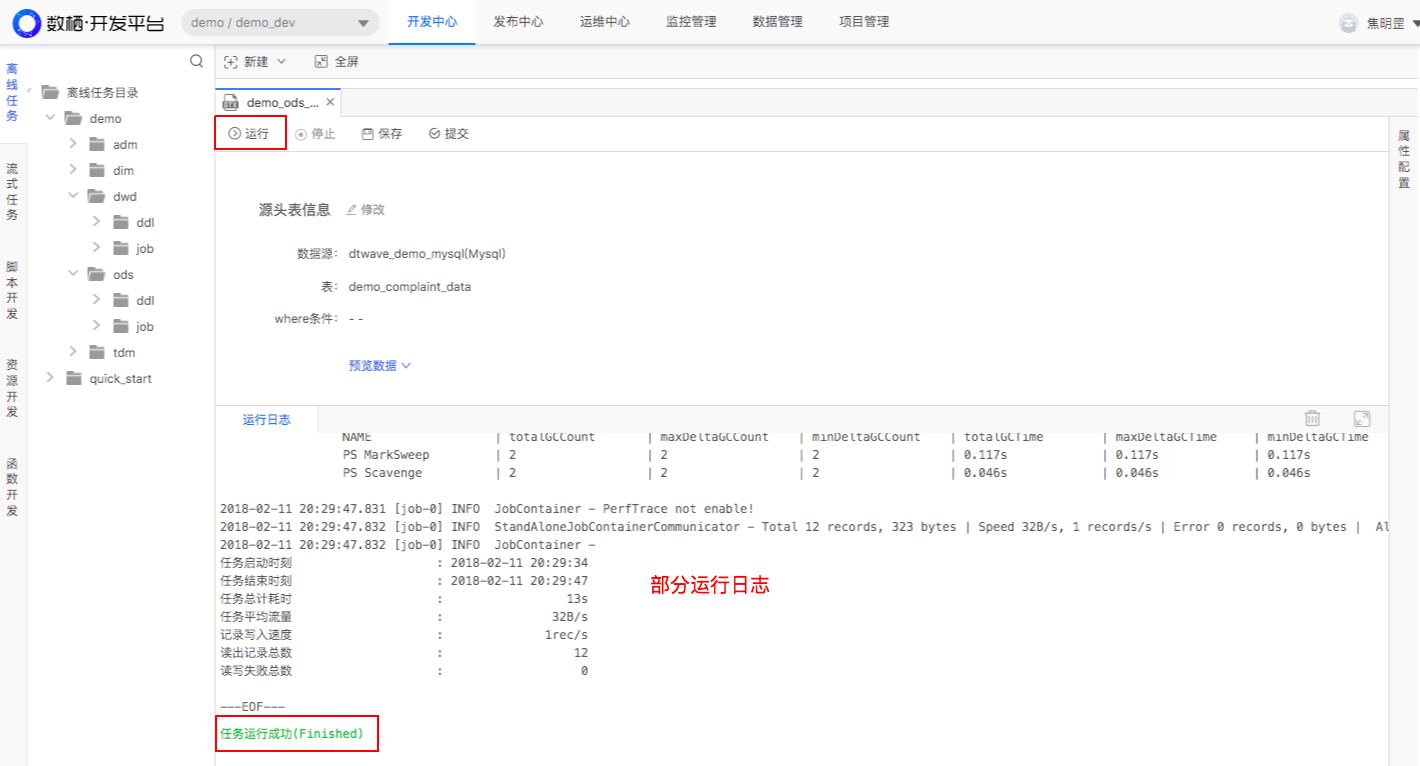 数栖·开发平台
demo / demo_dev
开发中心
发布中心
运维中心
监控管理
数据管理
项目管理
焦明罡
离线任务
流式任务
脚本开发
资源开发
函数开发
离线任务目录
demo
adm
dim
dwd
ddl
job
ods
ddl
job
tdm
quick_start
新建
全屏
demo_ods_...
运行
停止
保存
提交
属性配置
源头表信息
修改
数据源: dtwave_demo_mysql(Mysql)
表: demo_complaint_data
where条件: - -
预览数据
运行日志
NAME | totalGCCount | maxDeltaGCCount | minDeltaGCCount | totalGCTime | maxDeltaGCTime | minDeltaGCTime
PS MarkSweep | 2 | 2 | 2 | 0.117s | 0.117s | 0.117s
PS Scavenge | 2 | 2 | 2 | 0.046s | 0.046s | 0.046s
2018-02-11 20:29:47.831 [job-0] INFO JobContainer - PerfTrace not enable!
2018-02-11 20:29:47.832 [job-0] INFO StandAloneJobContainerCommunicator - Total 12 records, 323 bytes | Speed 32B/s, 1 records/s | Error 0 records, 0 bytes | Al
2018-02-11 20:29:47.832 [job-0] INFO JobContainer -
任务启动时刻 : 2018-02-11 20:29:34
任务结束时刻 : 2018-02-11 20:29:47
任务总计耗时 : 13s
任务平均流量 : 32B/s
记录写入速度 : 1rec/s
读出记录总数 : 12
读写失败总数 : 0
部分运行日志
---EOF---
任务运行成功(Finished)